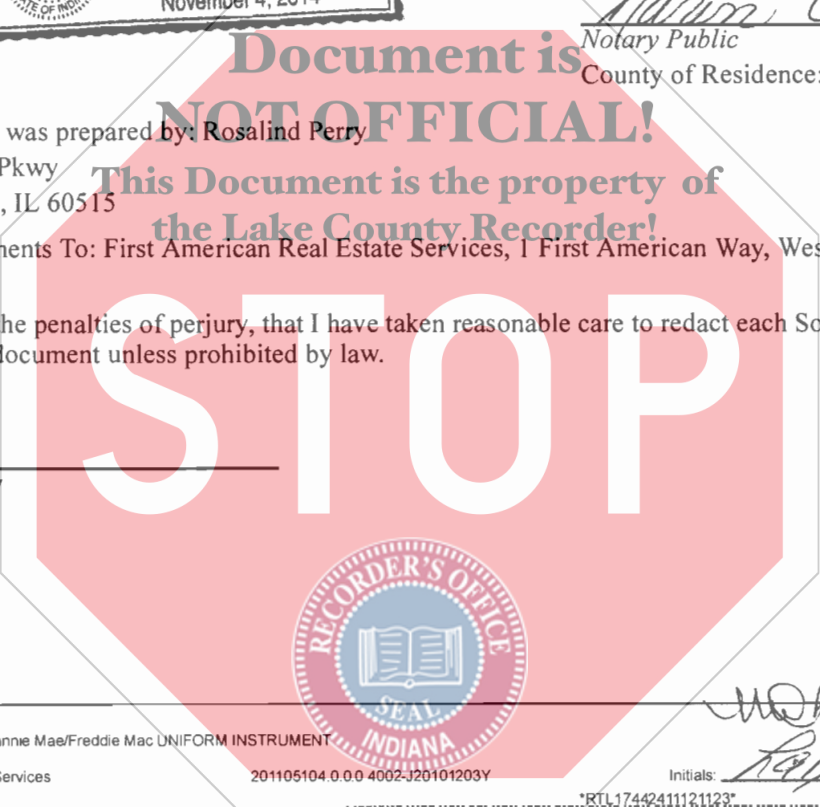 November 4, 2014
Document is
Notary Public
County of Residence:
NOT OFFICIAL!
was prepared by: Rosalind Perry
Pkwy
This Document is the property of
, IL 60515
the Lake County Recorder!
ments To: First American Real Estate Services, 1 First American Way, Wes
he penalties of perjury, that I have taken reasonable care to redact each So
document unless prohibited by law.
STOP
RECORDER'S OFFICE
SEAL
INDIANA
annie Mae/Freddie Mac UNIFORM INSTRUMENT
Services
201105104.0.0.0 4002-J20101203Y
Initials:
*RTL17442411121123*